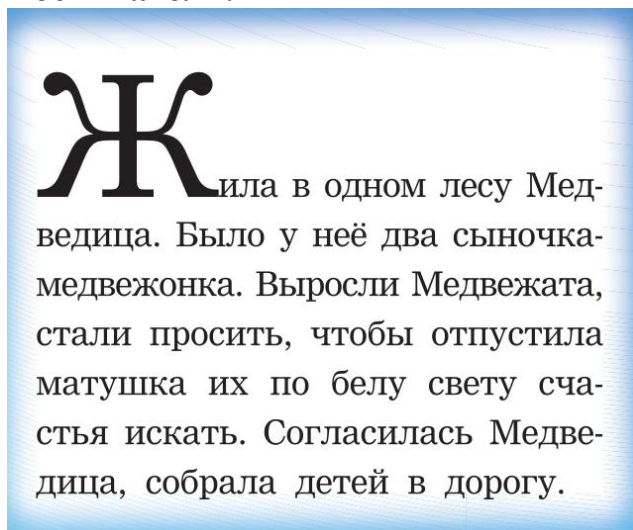 Жила в одном лесу Мед-
ведица. Было у неё два сыночка-
медвежонка. Выросли Медвежата,
стали просить, чтобы отпустила
матушка их по белу свету сча-
стья искать. Согласилась Медве-
дица, собрала детей в дорогу.